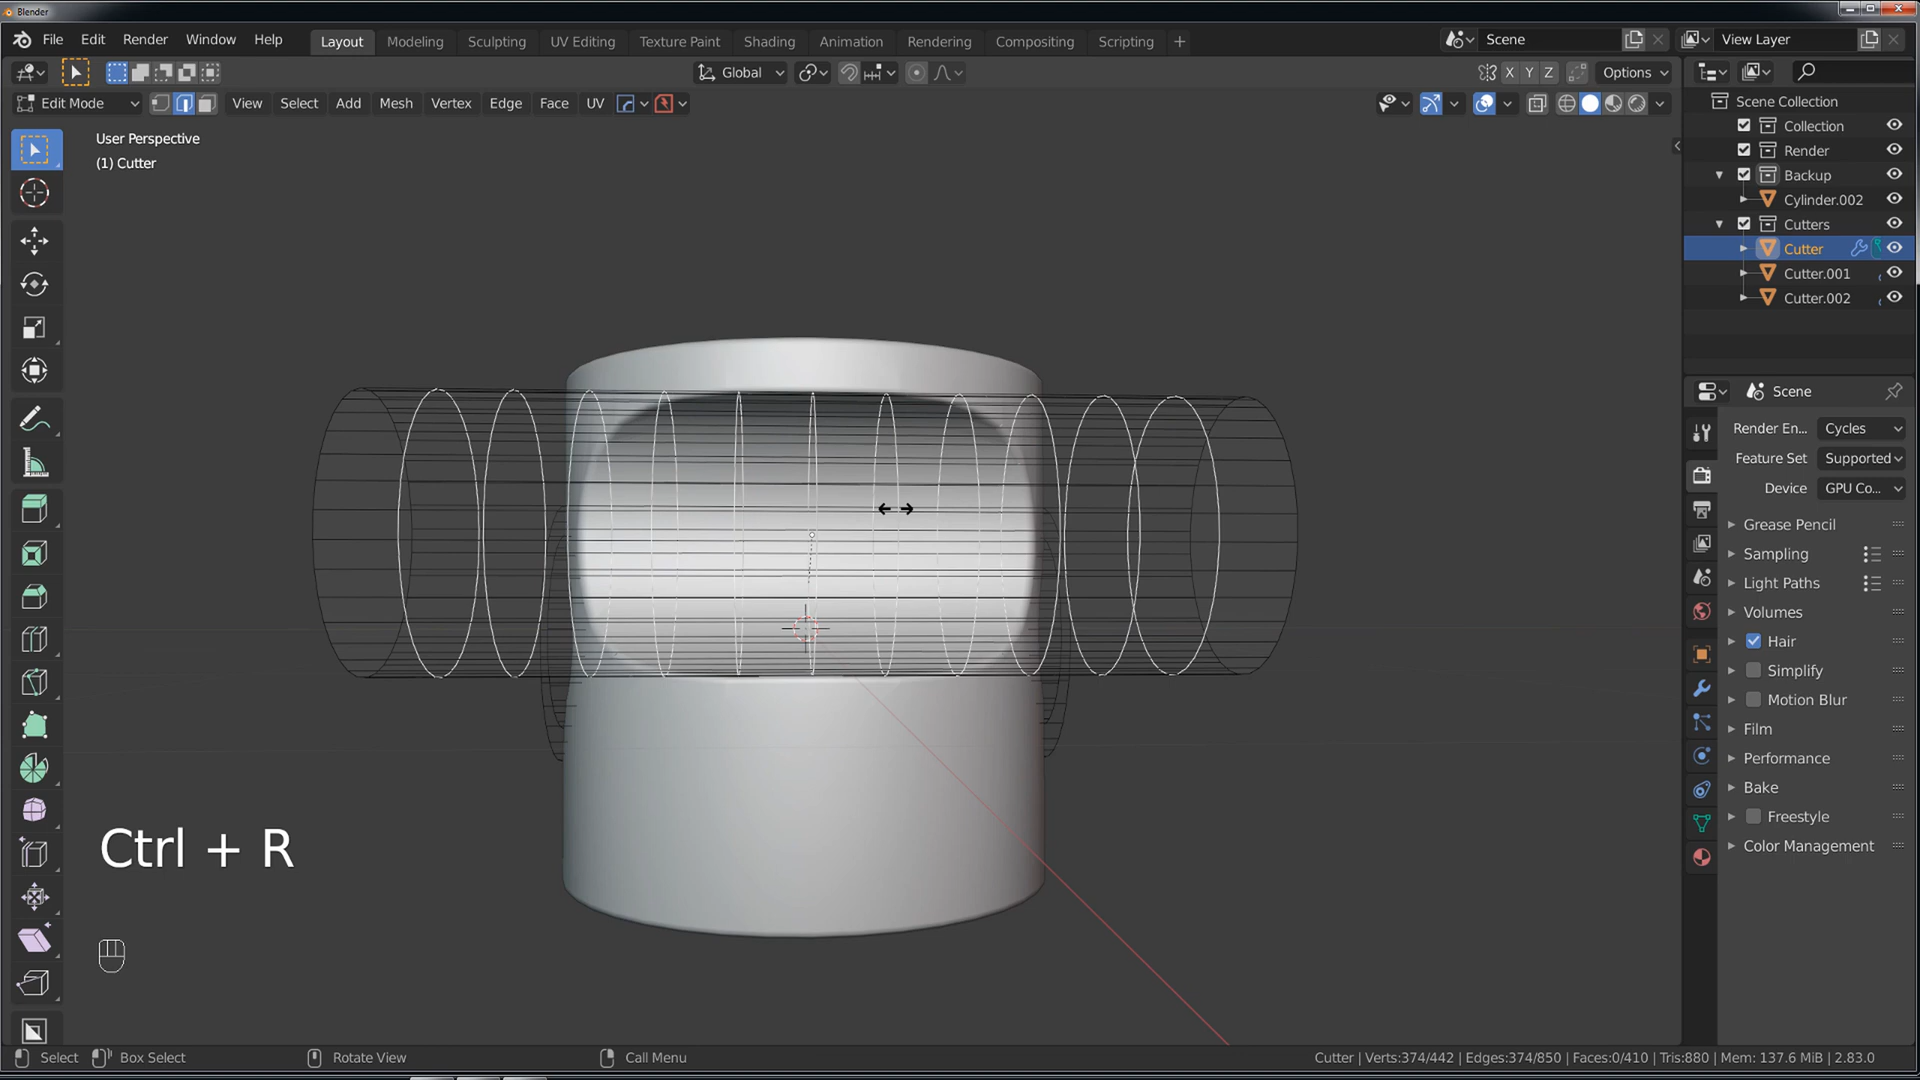 Blender
File Edit Render Window Help
Layout Modeling Sculpting UV Editing Texture Paint Shading Animation Rendering Compositing Scripting +
Scene
View Layer
Global
X Y Z Options
Edit Mode
View Select Add Mesh Vertex Edge Face UV
User Perspective
(1) Cutter
Scene Collection
Collection
Render
Backup
Cylinder.002
Cutters
Cutter
Cutter.001
Cutter.002
Scene
Render En... Cycles
Feature Set Supported
Device GPU Co...
Grease Pencil
Sampling
Light Paths
Volumes
Hair
Simplify
Motion Blur
Film
Performance
Bake
Freestyle
Color Management
Ctrl + R
Select Box Select Rotate View Call Menu
Cutter | Verts:374/442 | Edges:374/850 | Faces:0/410 | Tris:880 | Mem: 137.6 MiB | 2.83.0